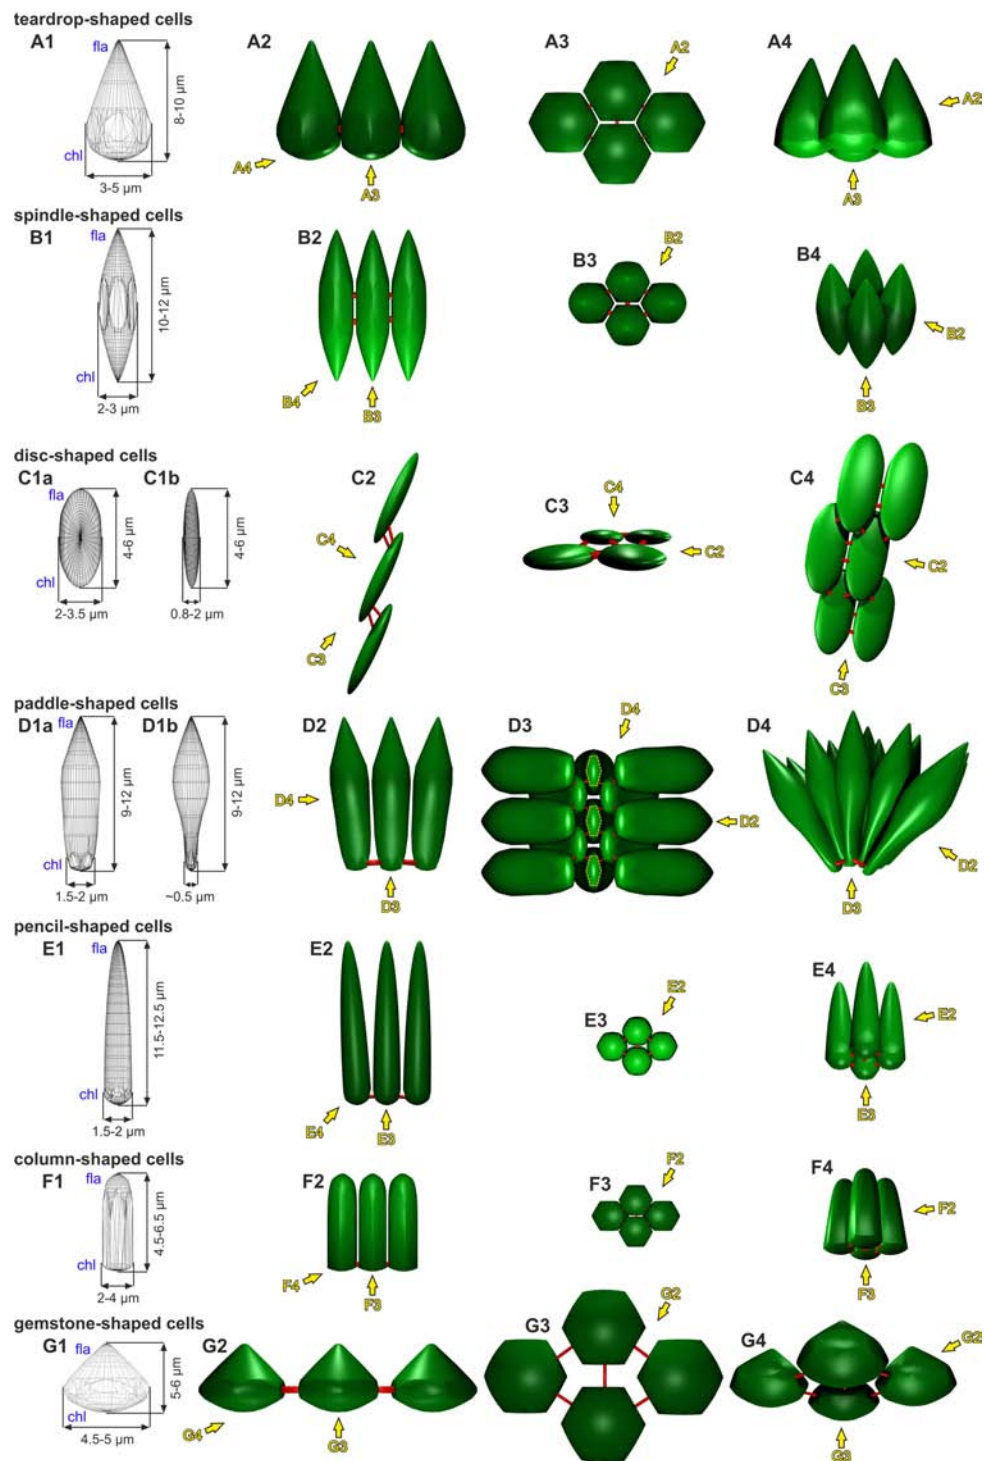 teardrop-shaped cells
A1 A2 A3 A4
fla
chl
8-10 µm
3-5 µm
A4
A3
A2
A2
A3
spindle-shaped cells
B1 B2 B3 B4
fla
chl
10-12 µm
2-3 µm
B4
B3
B2
B2
B3
disc-shaped cells
C1a C1b C2 C3 C4
fla
chl
4-6 µm
4-6 µm
2-3.5 µm
0.8-2 µm
C4
C3
C4
C2
C2
C3
paddle-shaped cells
D1a D1b D2 D3 D4
fla
chl
9-12 µm
9-12 µm
1.5-2 µm
~0.5 µm
D4
D3
D4
D2
D2
D3
pencil-shaped cells
E1 E2 E3 E4
fla
chl
11.5-12.5 µm
1.5-2 µm
E4
E3
E2
E2
E3
column-shaped cells
F1 F2 F3 F4
fla
chl
4.5-6.5 µm
2-4 µm
F4
F3
F2
F2
F3
gemstone-shaped cells
G1 G2 G3 G4
fla
chl
5-6 µm
4.5-5 µm
G4
G3
G2
G2
G3